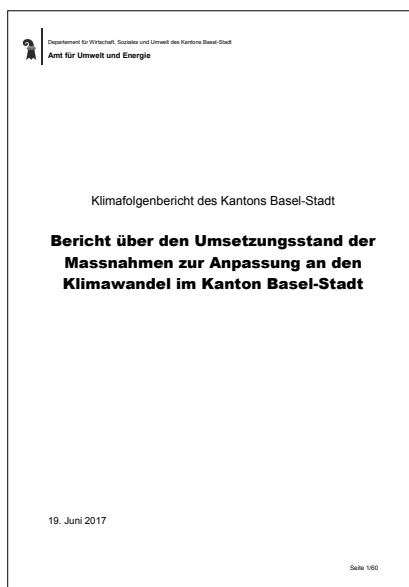 Departement für Wirtschaft, Soziales und Umwelt des Kantons Basel-Stadt
Amt für Umwelt und Energie
Klimafolgenbericht des Kantons Basel-Stadt
Bericht über den Umsetzungsstand der
Massnahmen zur Anpassung an den
Klimawandel im Kanton Basel-Stadt
19. Juni 2017
Seite 1/60